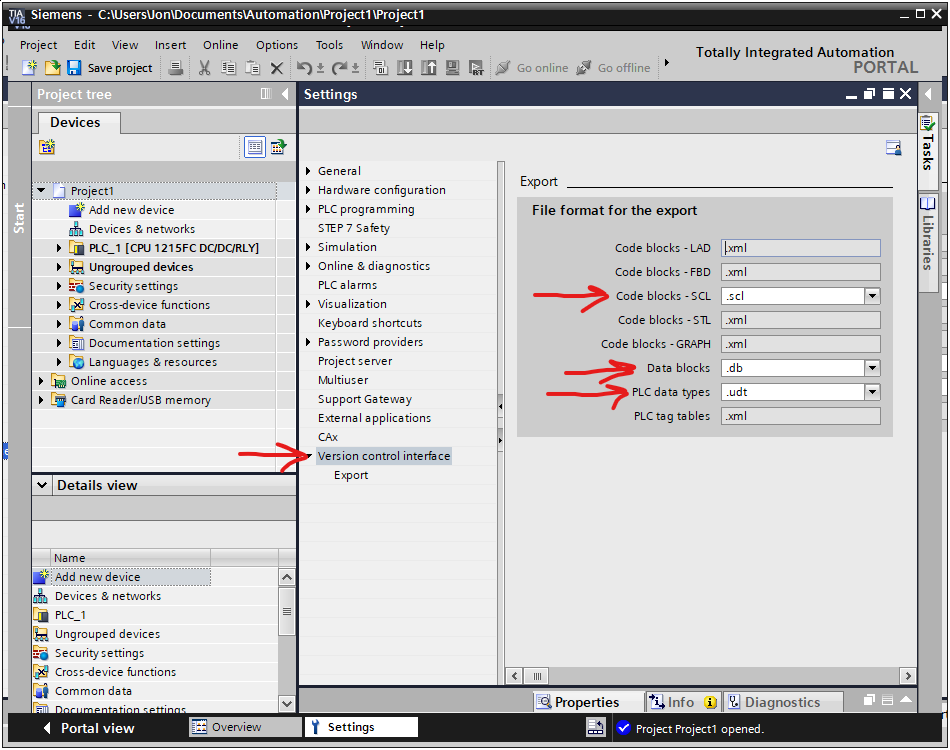 TIA
V16
Siemens - C:\Users\Jon\Documents\Automation\Project1\Project1
Project Edit View Insert Online Options Tools Window Help
Totally Integrated Automation
PORTAL
Save project
Go online
Go offline
Project tree
Devices
Start
Project1
Add new device
Devices & networks
PLC_1 [CPU 1215FC DC/DC/RLY]
Ungrouped devices
Security settings
Cross-device functions
Common data
Documentation settings
Languages & resources
Online access
Card Reader/USB memory
Details view
Name
Add new device
Devices & networks
PLC_1
Ungrouped devices
Security settings
Cross-device functions
Common data
Documentation settings
Settings
General
Hardware configuration
PLC programming
STEP 7 Safety
Simulation
Online & diagnostics
PLC alarms
Visualization
Keyboard shortcuts
Password providers
Project server
Multiuser
Support Gateway
External applications
CAx
Version control interface
Export
Export
File format for the export
Code blocks - LAD .xml
Code blocks - FBD .xml
Code blocks - SCL .scl
Code blocks - STL .xml
Code blocks - GRAPH .xml
Data blocks .db
PLC data types .udt
PLC tag tables .xml
Tasks
Libraries
Properties
Info
Diagnostics
Portal view
Overview
Settings
Project Project1 opened.